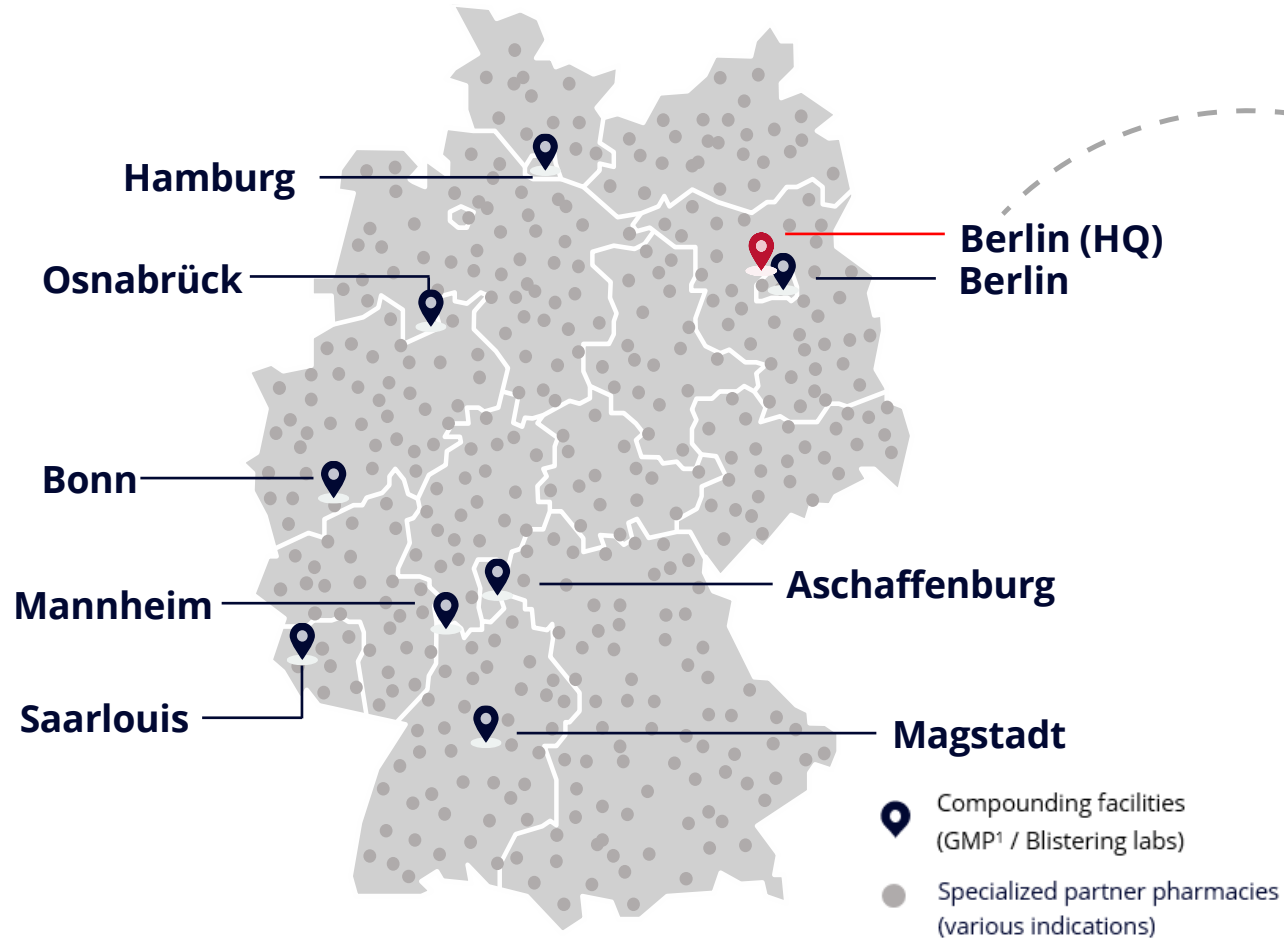 Hamburg
Berlin (HQ)
Osnabrück
Berlin
Bonn
Aschaffenburg
Mannheim
Saarlouis
Magstadt
Compounding facilities
(GMP¹ / Blistering labs)
Specialized partner pharmacies
(various indications)